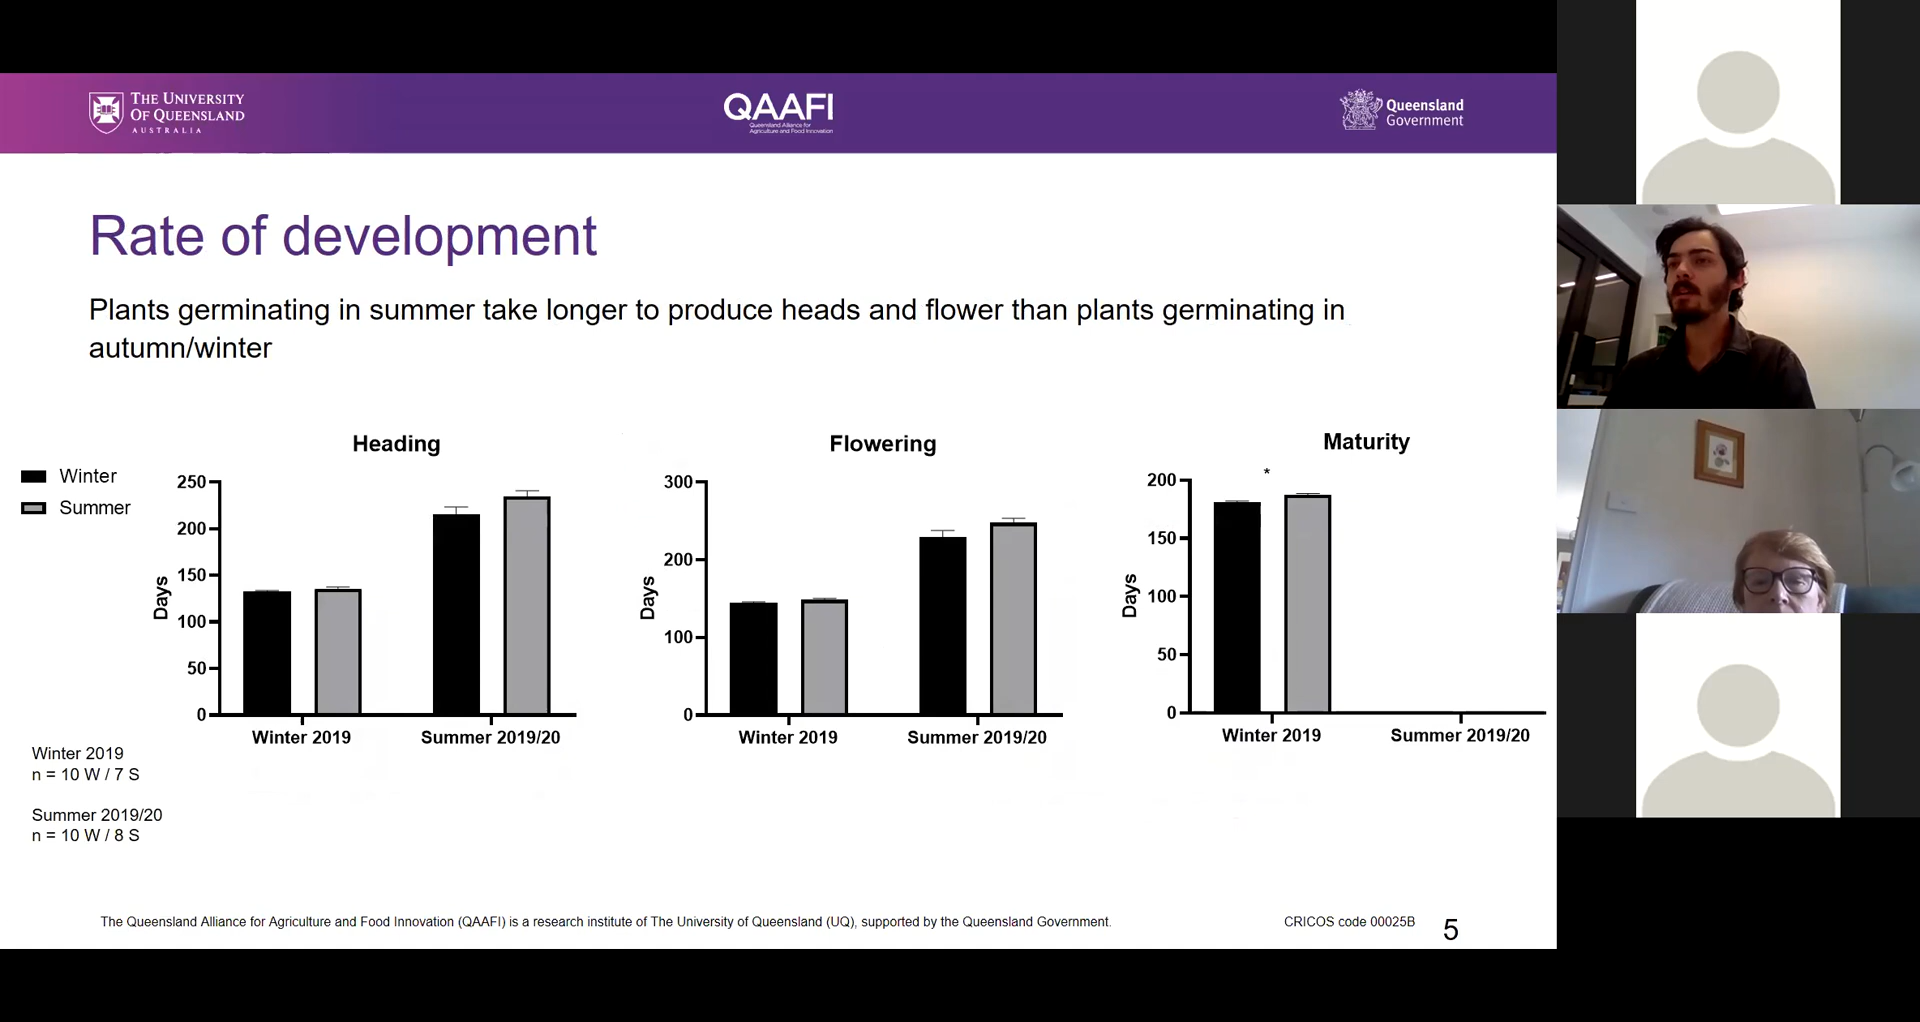 THE UNIVERSITY
OF QUEENSLAND
AUSTRALIA
QAAFI
Queensland Alliance for
Agriculture and Food Innovation
Queensland
Government
Rate of development
Plants germinating in summer take longer to produce heads and flower than plants germinating in
autumn/winter
Winter
Summer
Heading
Days
250
200
150
100
50
0
Winter 2019
Summer 2019/20
Flowering
Days
300
200
100
0
Winter 2019
Summer 2019/20
Maturity
*
Days
200
150
100
50
0
Winter 2019
Summer 2019/20
Winter 2019
n = 10 W / 7 S
Summer 2019/20
n = 10 W / 8 S
The Queensland Alliance for Agriculture and Food Innovation (QAAFI) is a research institute of The University of Queensland (UQ), supported by the Queensland Government.
CRICOS code 00025B
5